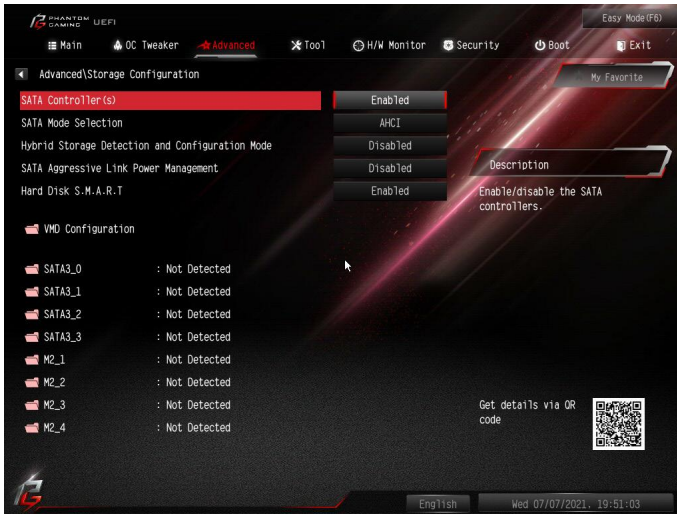 PHANTOM GAMING UEFI
Easy Mode(F6)
Main OC Tweaker Advanced Tool H/W Monitor Security Boot Exit
Advanced\Storage Configuration
My Favorite
SATA Controller(s) Enabled
SATA Mode Selection AHCI
Hybrid Storage Detection and Configuration Mode Disabled
SATA Aggressive Link Power Management Disabled
Hard Disk S.M.A.R.T Enabled
Description
Enable/disable the SATA
controllers.
VMD Configuration
SATA3_0 : Not Detected
SATA3_1 : Not Detected
SATA3_2 : Not Detected
SATA3_3 : Not Detected
M2_1 : Not Detected
M2_2 : Not Detected
M2_3 : Not Detected
M2_4 : Not Detected
Get details via QR
code
English
Wed 07/07/2021, 19:51:03